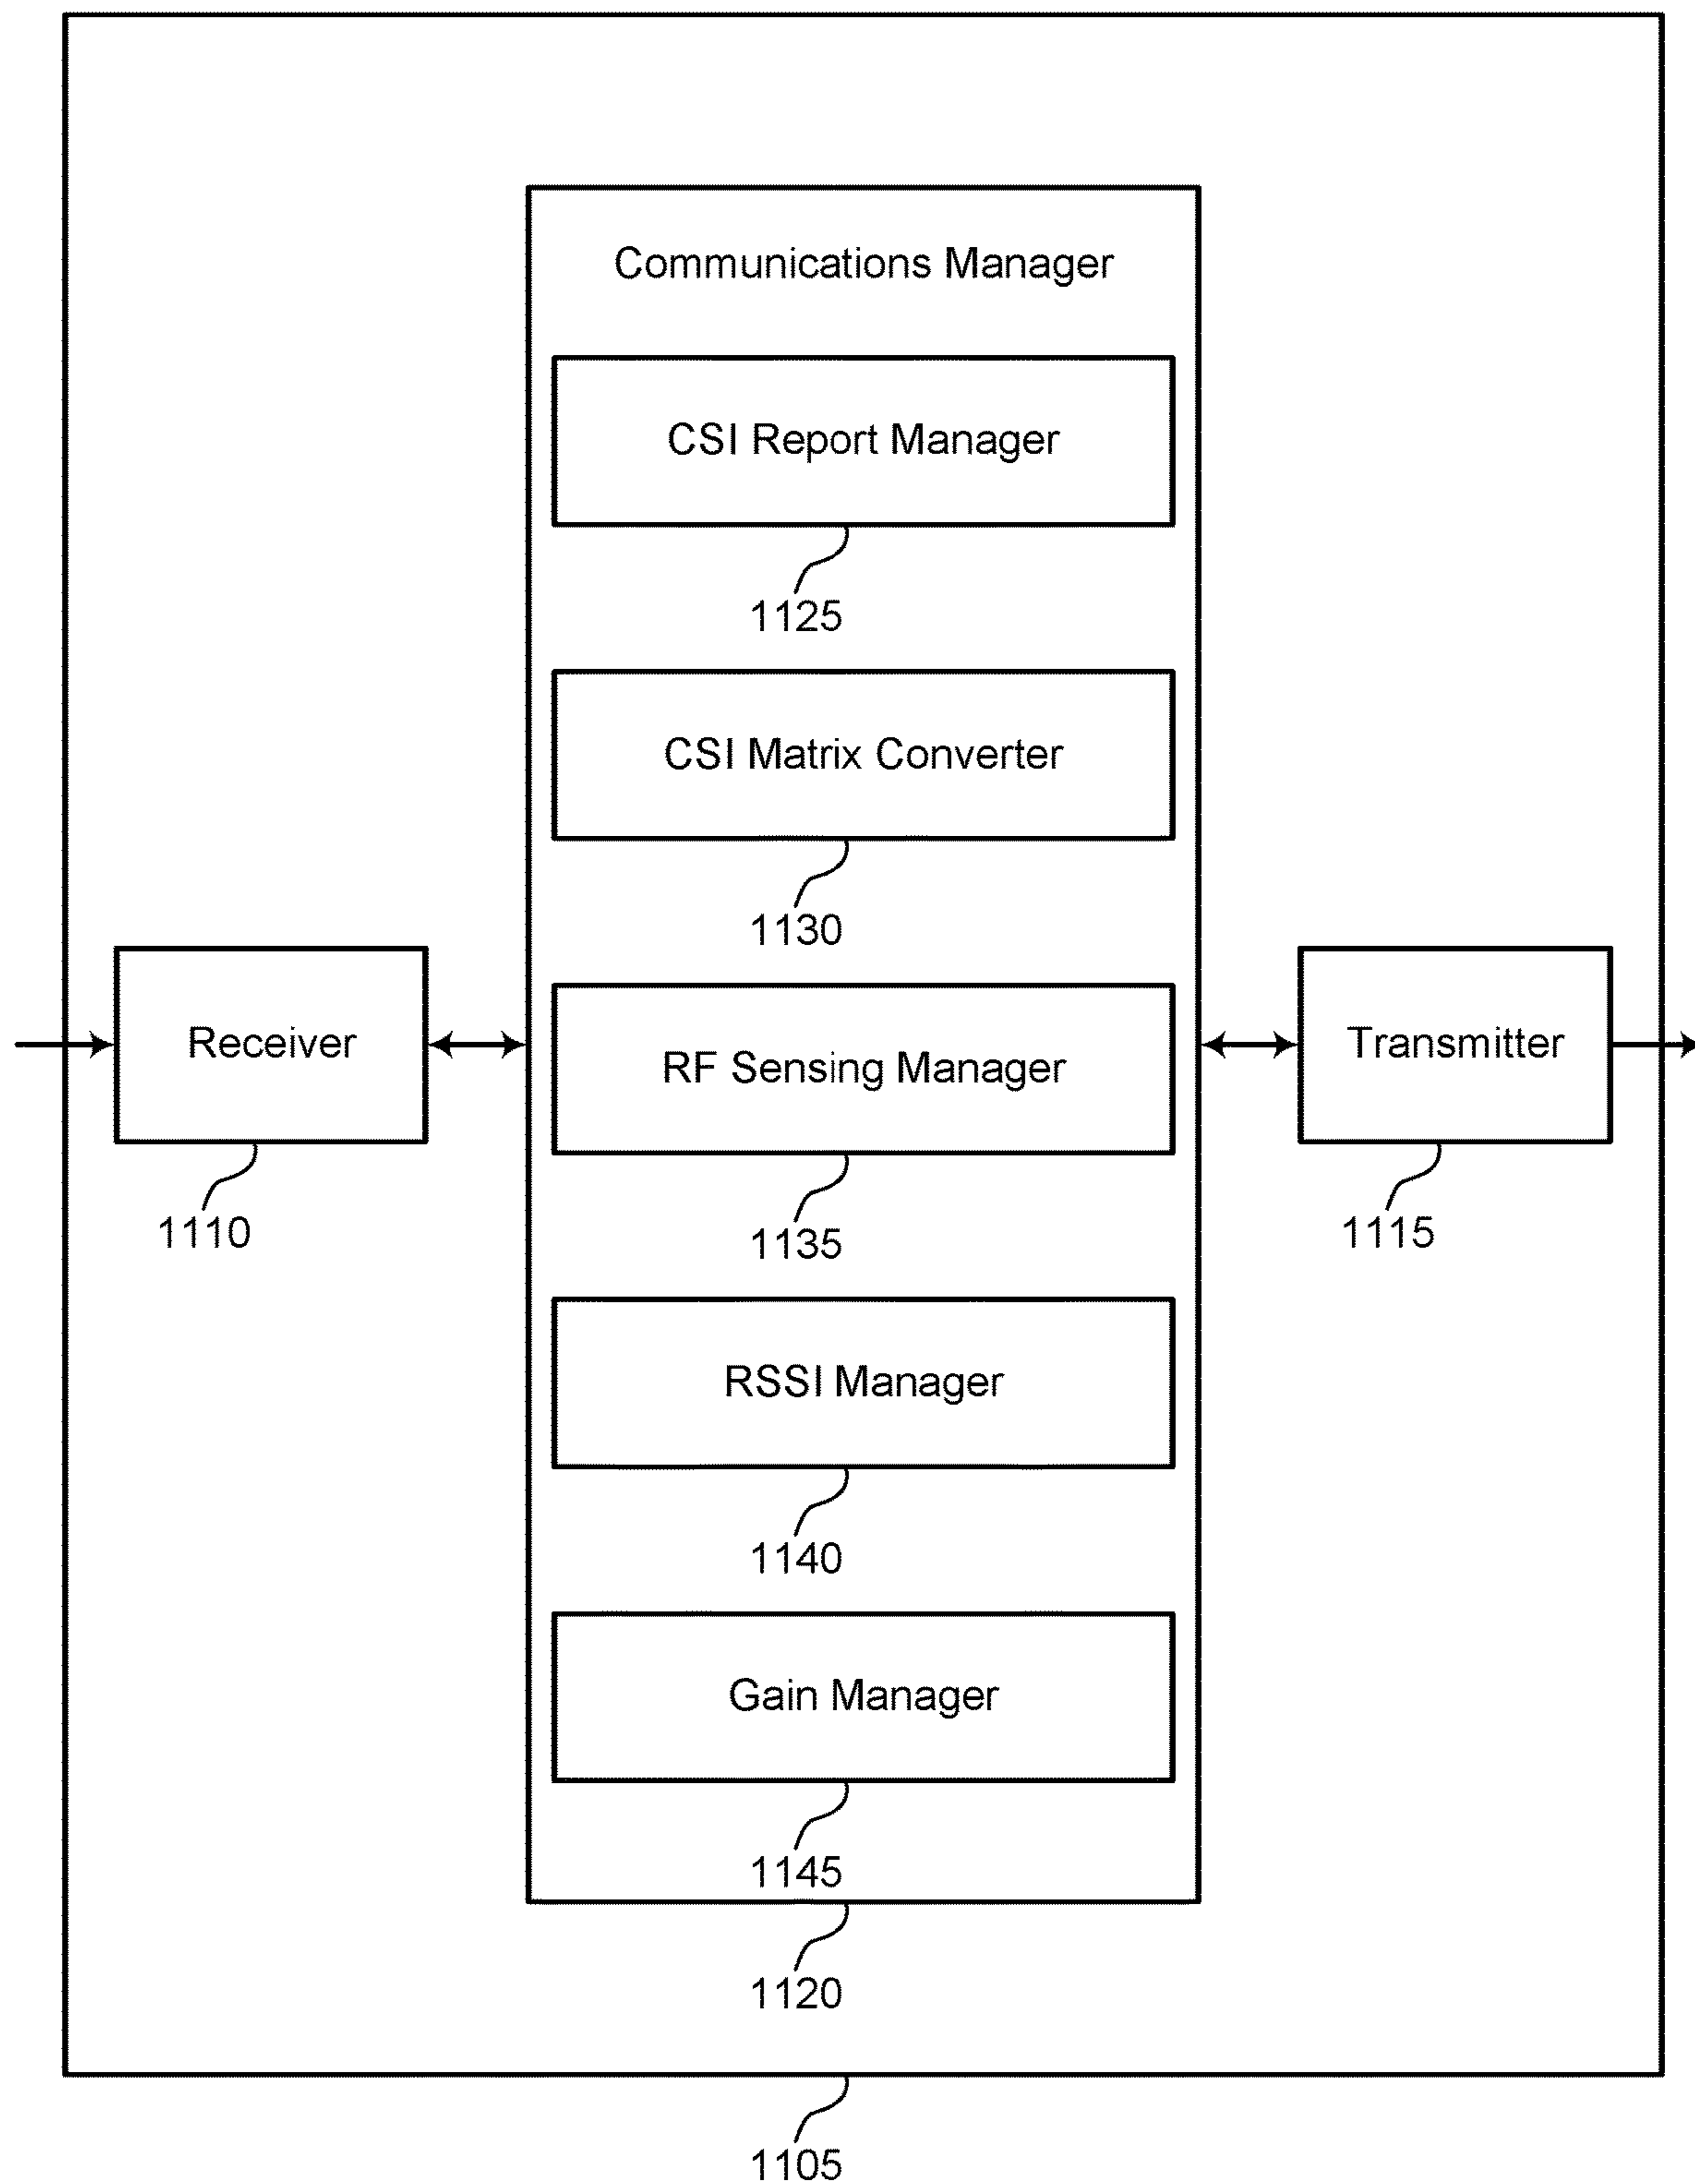 Communications Manager
CSI Report Manager
1125
CSI Matrix Converter
1130
Receiver
1110
RF Sensing Manager
1135
Transmitter
1115
RSSI Manager
1140
Gain Manager
1145
1120
1105